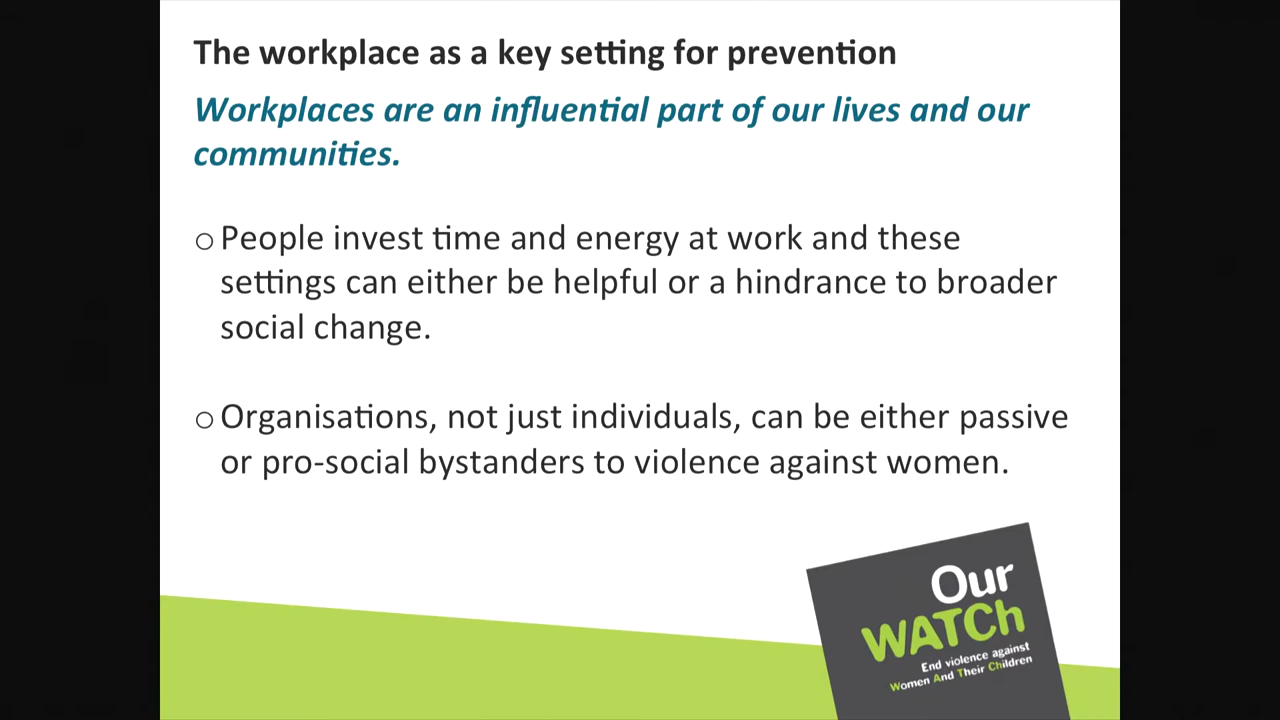 The workplace as a key setting for prevention
Workplaces are an influential part of our lives and our
communities.
○ People invest time and energy at work and these
settings can either be helpful or a hindrance to broader
social change.
○ Organisations, not just individuals, can be either passive
or pro-social bystanders to violence against women.
Our
WATCh
End violence against
Women And Their Children